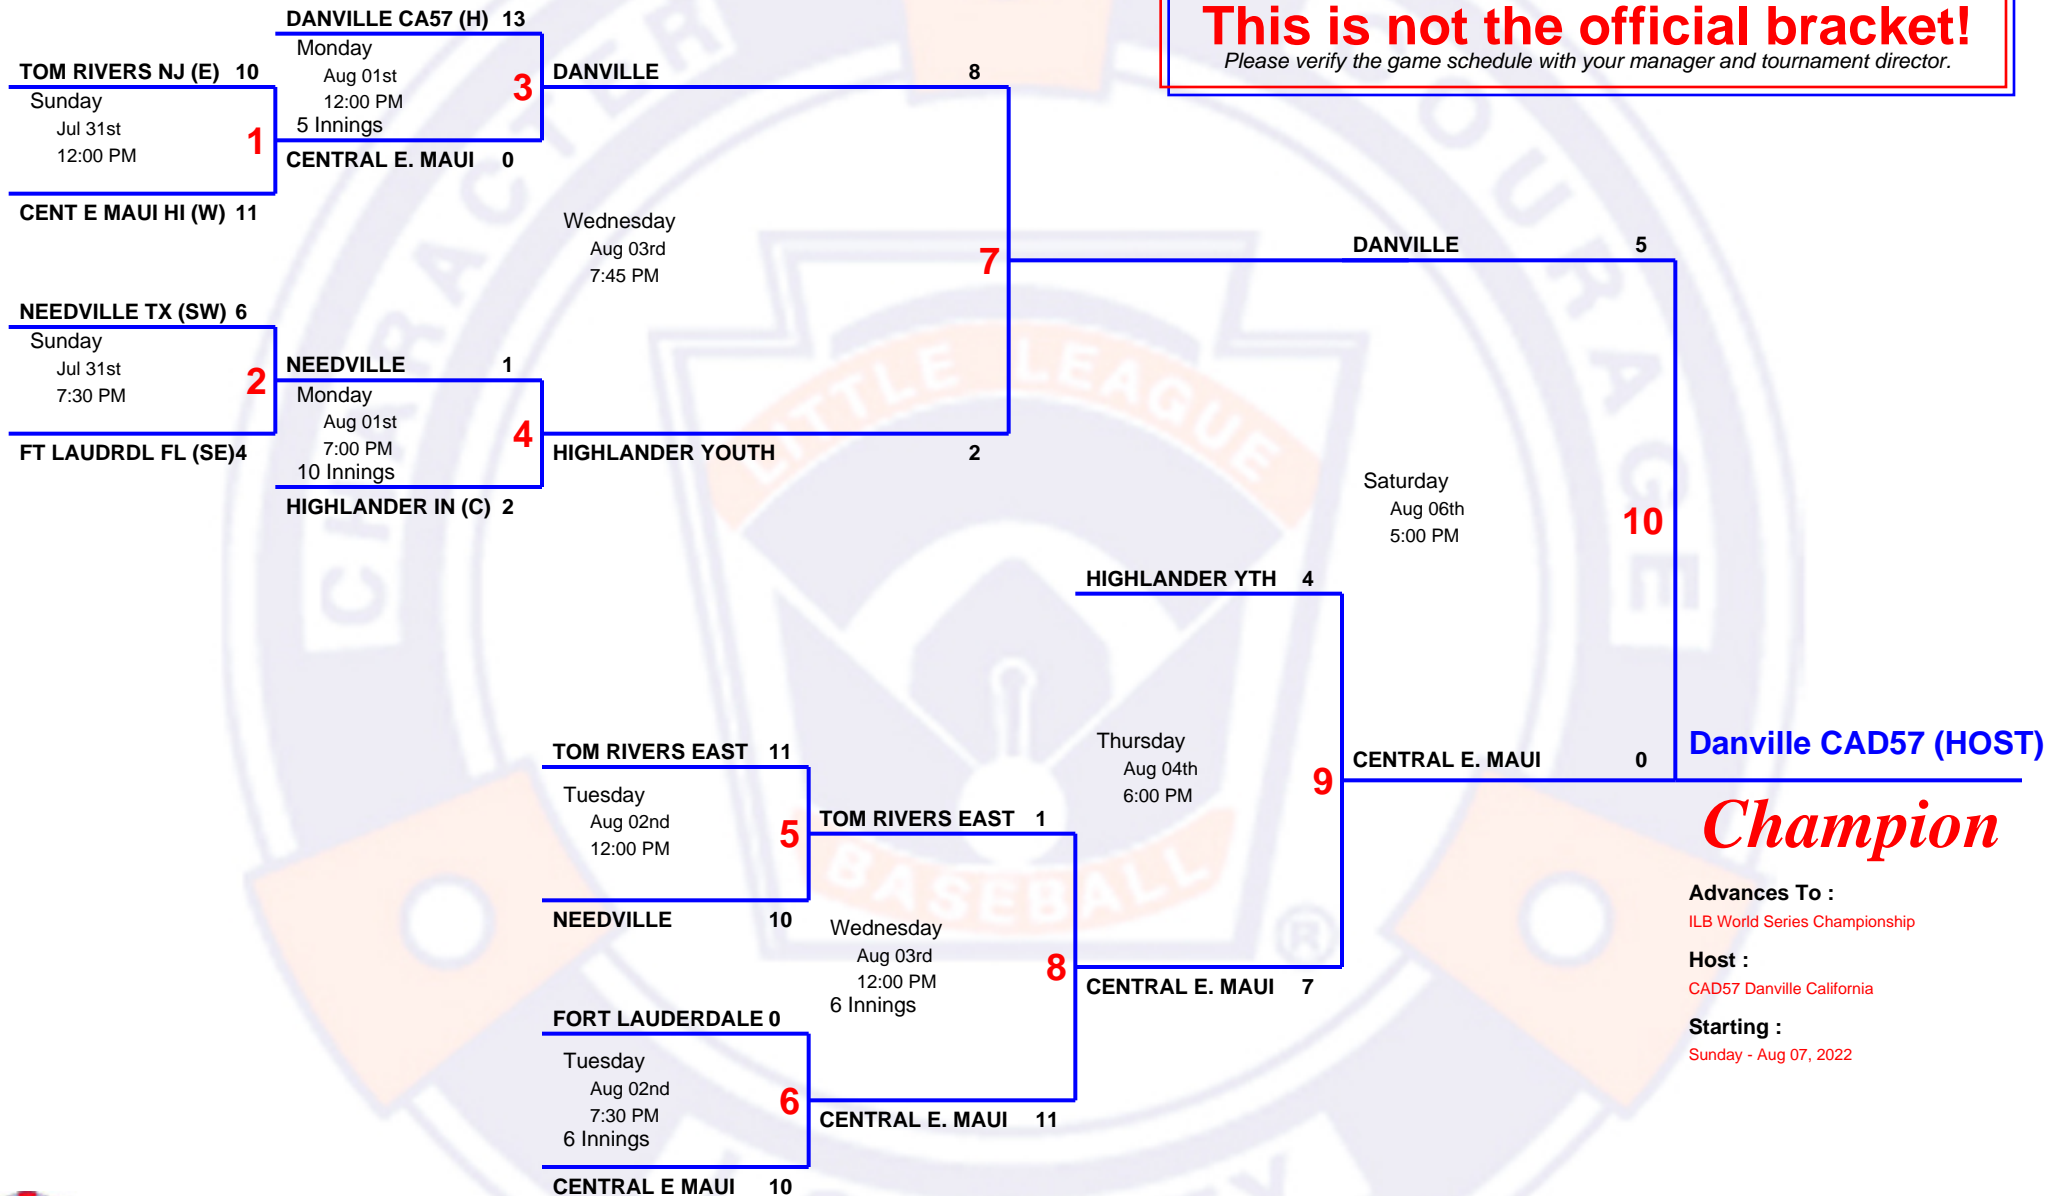 This is not the official bracket!
Please verify the game schedule with your manager and tournament director.
DANVILLE CA57 (H) 13
Monday
Aug 01st
12:00 PM
5 Innings
3
CENTRAL E. MAUI 0
TOM RIVERS NJ (E) 10
Sunday
Jul 31st
12:00 PM
1
CENT E MAUI HI (W) 11
DANVILLE 8
Wednesday
Aug 03rd
7:45 PM
7
HIGHLANDER YOUTH 2
NEEDVILLE TX (SW) 6
Sunday
Jul 31st
7:30 PM
2
FT LAUDRDL FL (SE)4
NEEDVILLE 1
Monday
Aug 01st
7:00 PM
10 Innings
4
HIGHLANDER IN (C) 2
DANVILLE 5
Saturday
Aug 06th
5:00 PM
10
CENTRAL E. MAUI 0
HIGHLANDER YTH 4
Thursday
Aug 04th
6:00 PM
9
CENTRAL E. MAUI 7
TOM RIVERS EAST 11
Tuesday
Aug 02nd
12:00 PM
5
NEEDVILLE 10
TOM RIVERS EAST 1
Wednesday
Aug 03rd
12:00 PM
6 Innings
8
CENTRAL E. MAUI 11
FORT LAUDERDALE 0
Tuesday
Aug 02nd
7:30 PM
6 Innings
6
CENTRAL E MAUI 10
Danville CAD57 (HOST)
Champion
Advances To :
ILB World Series Championship
Host :
CAD57 Danville California
Starting :
Sunday - Aug 07, 2022
CHARACTER
COURAGE
LITTLE LEAGUE
BASEBALL
®